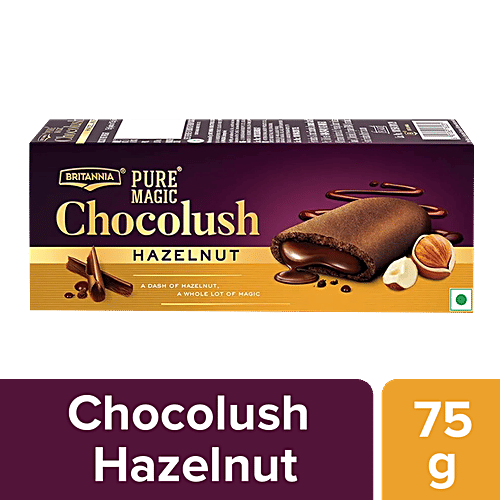 BRITANNIA
PURE®
MAGIC
Chocolush
HAZELNUT
A DASH OF HAZELNUT,
A WHOLE LOT OF MAGIC
Chocolush
Hazelnut
75
g